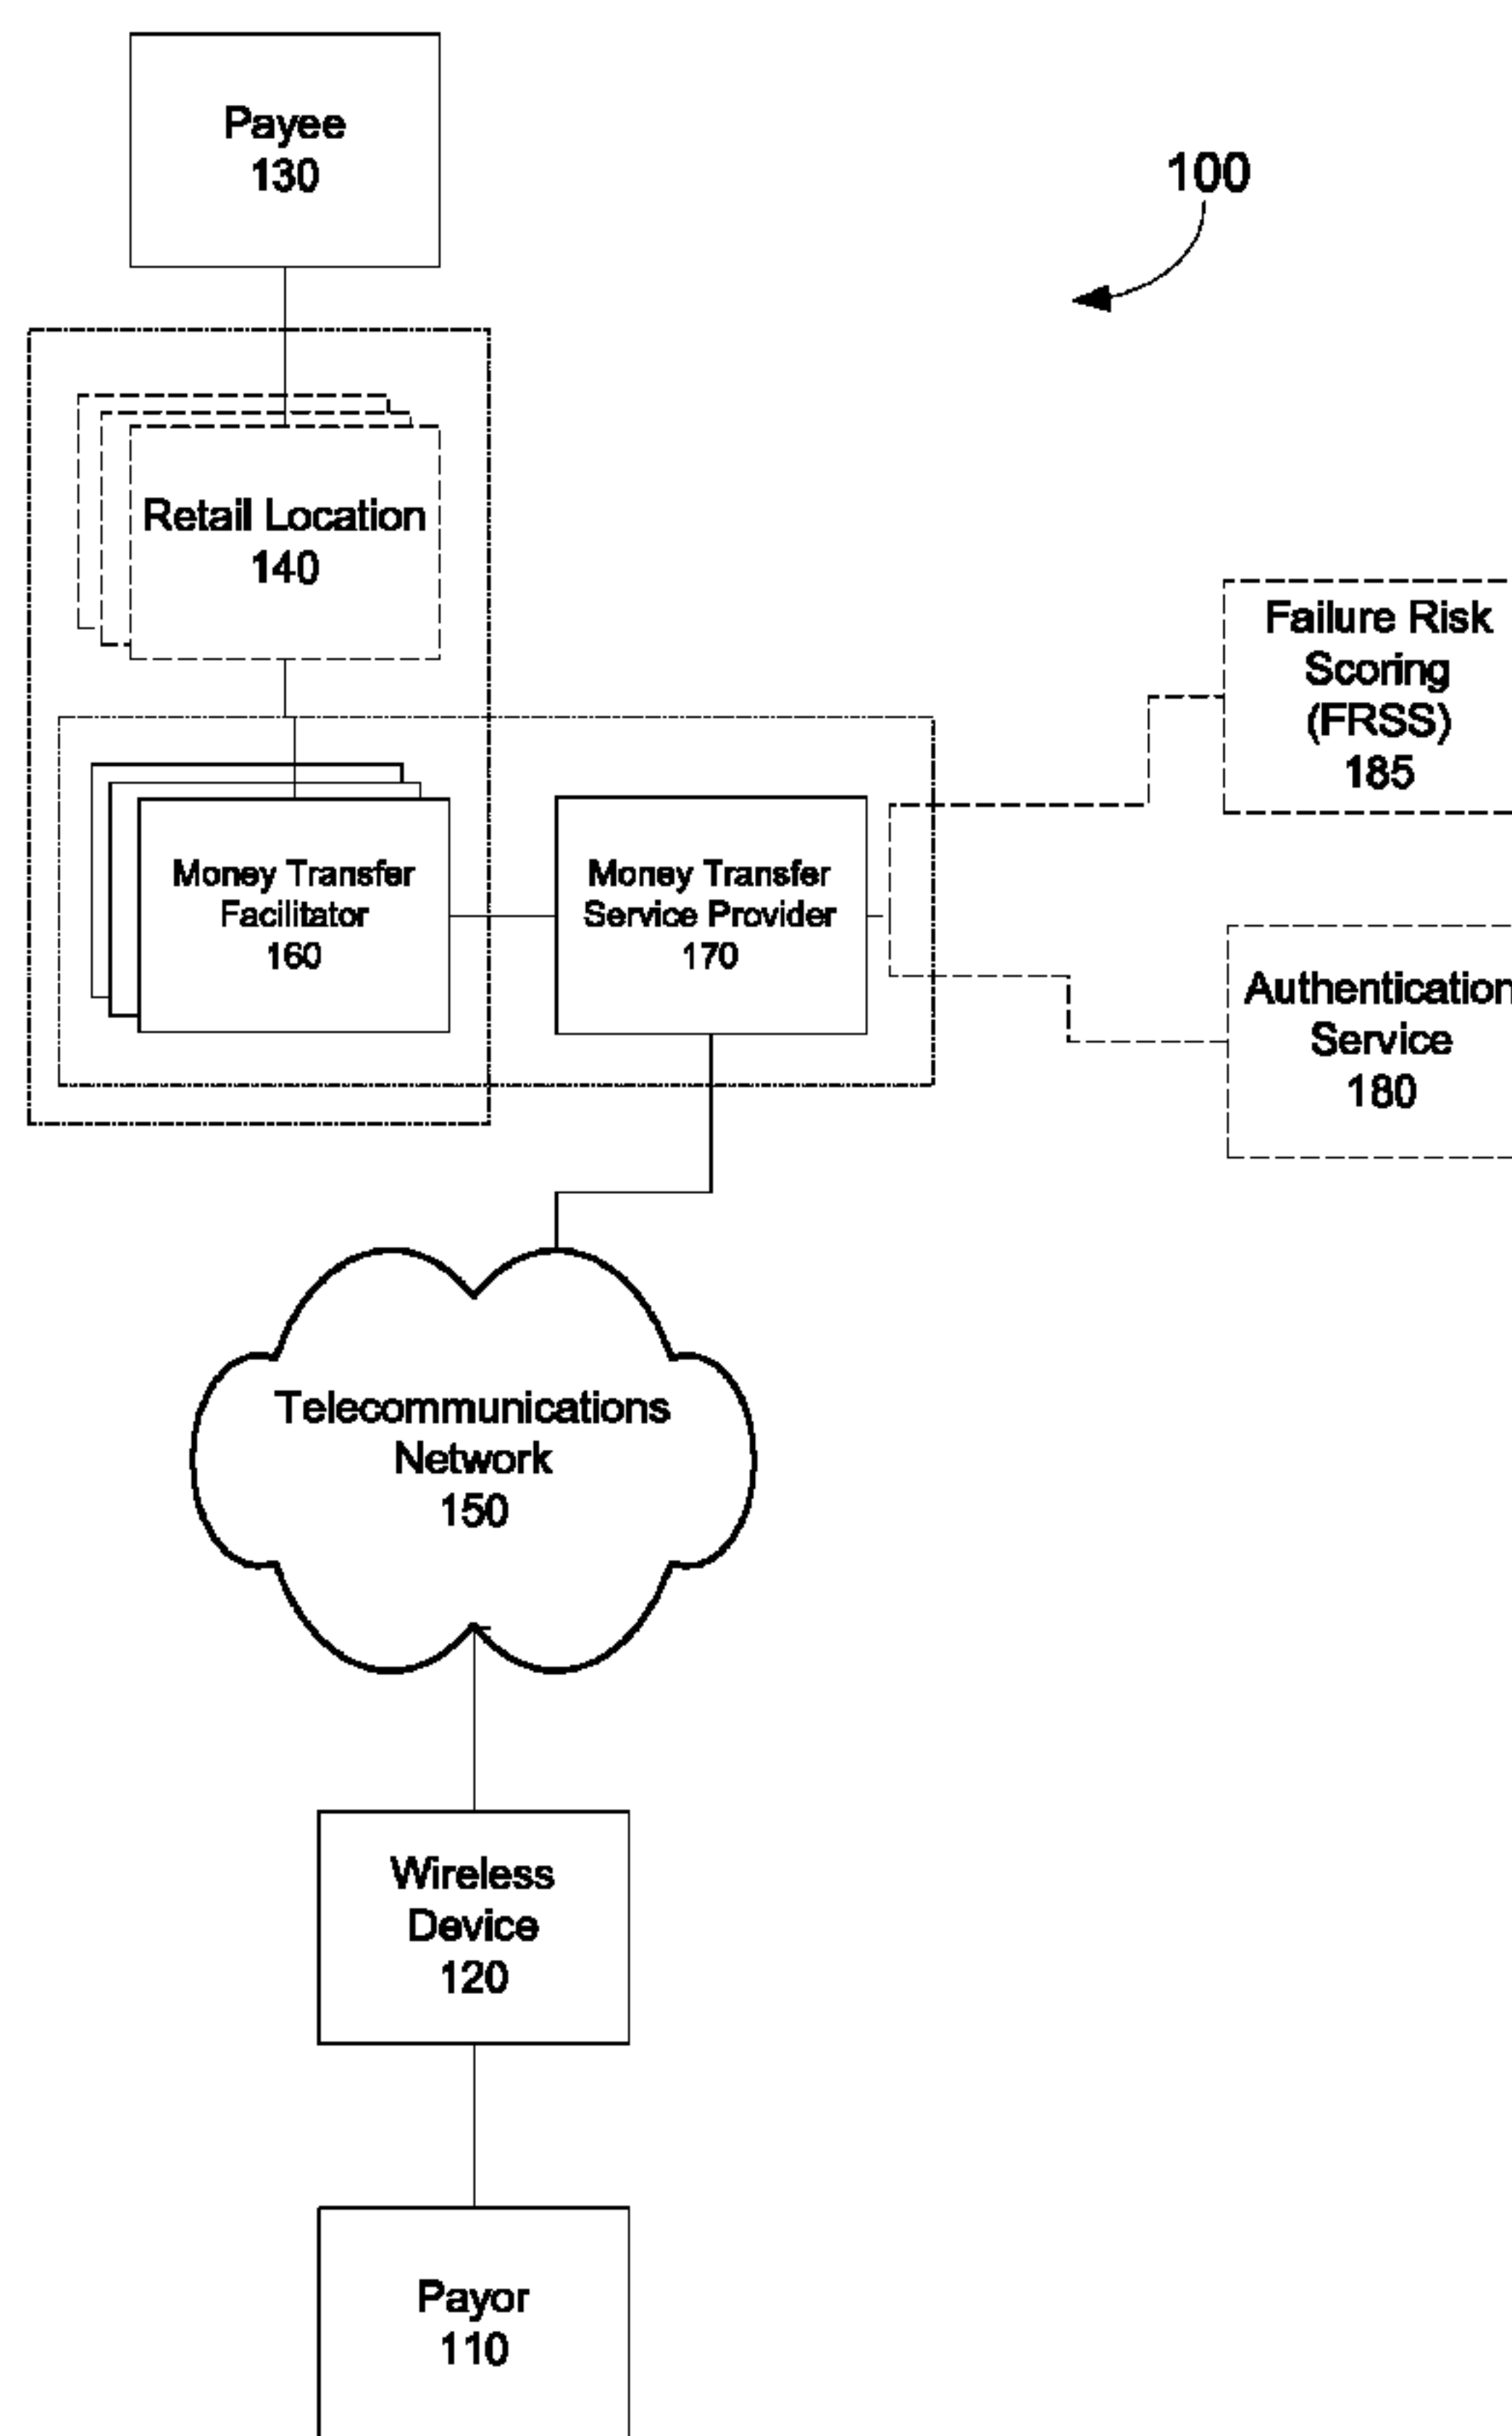 Payee
130
100
Retail Location
140
Failure Risk
Scoring
(FRSS)
185
Money Transfer
Facilitator
160
Money Transfer
Service Provider
170
Authentication
Service
180
Telecommunications
Network
150
Wireless
Device
120
Payor
110